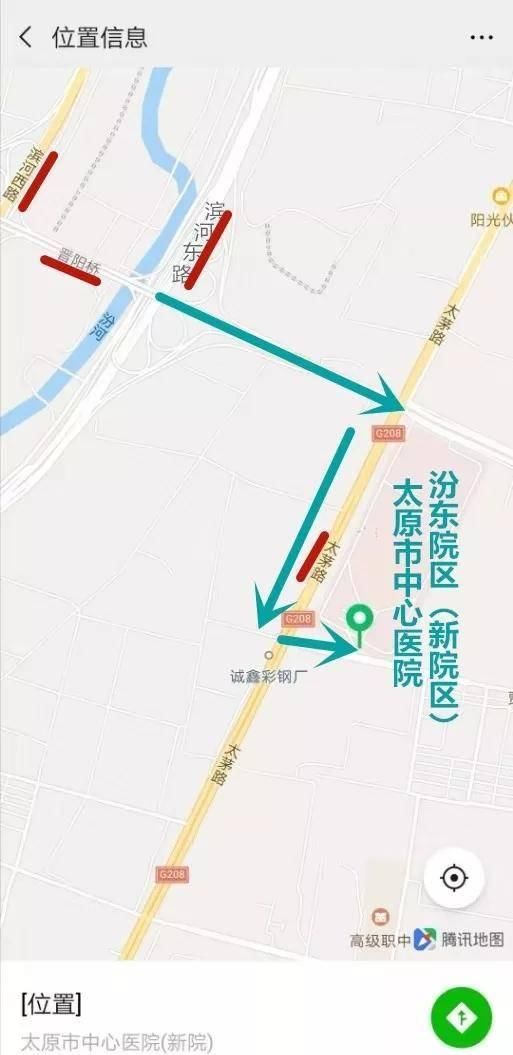 位置信息
滨河西路
滨河东路
阳光伙
晋阳桥
汾河
太茅路
G208
汾东院区（新院区）
太原市中心医院
太茅路
G208
诚鑫彩钢厂
太茅路
G208
高级职中
腾讯地图
[位置]
太原市中心医院(新院)